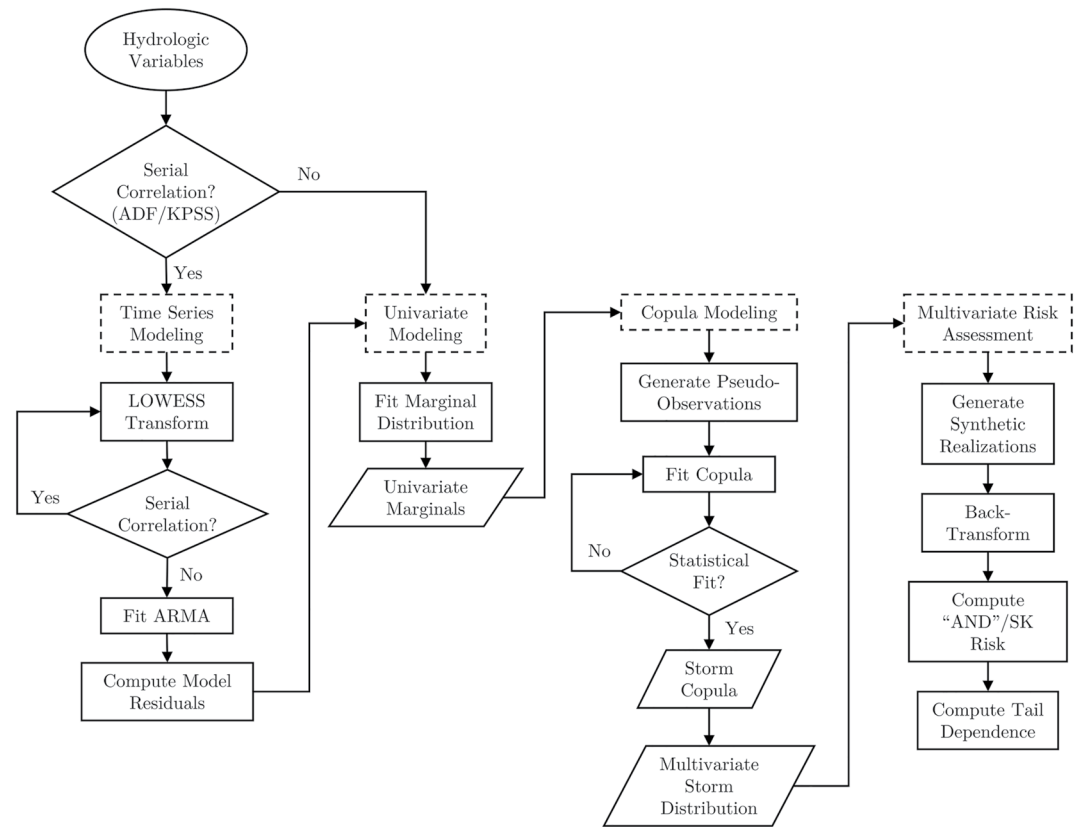 Hydrologic
Variables
Serial
Correlation?
(ADF/KPSS)
No
Yes
Time Series
Modeling
LOWESS
Transform
Yes
Serial
Correlation?
No
Fit ARMA
Compute Model
Residuals
Univariate
Modeling
Fit Marginal
Distribution
Univariate
Marginals
Copula Modeling
Generate Pseudo-
Observations
Fit Copula
No
Statistical
Fit?
Yes
Storm
Copula
Multivariate
Storm
Distribution
Multivariate Risk
Assessment
Generate
Synthetic
Realizations
Back-
Transform
Compute
“AND”/SK
Risk
Compute Tail
Dependence